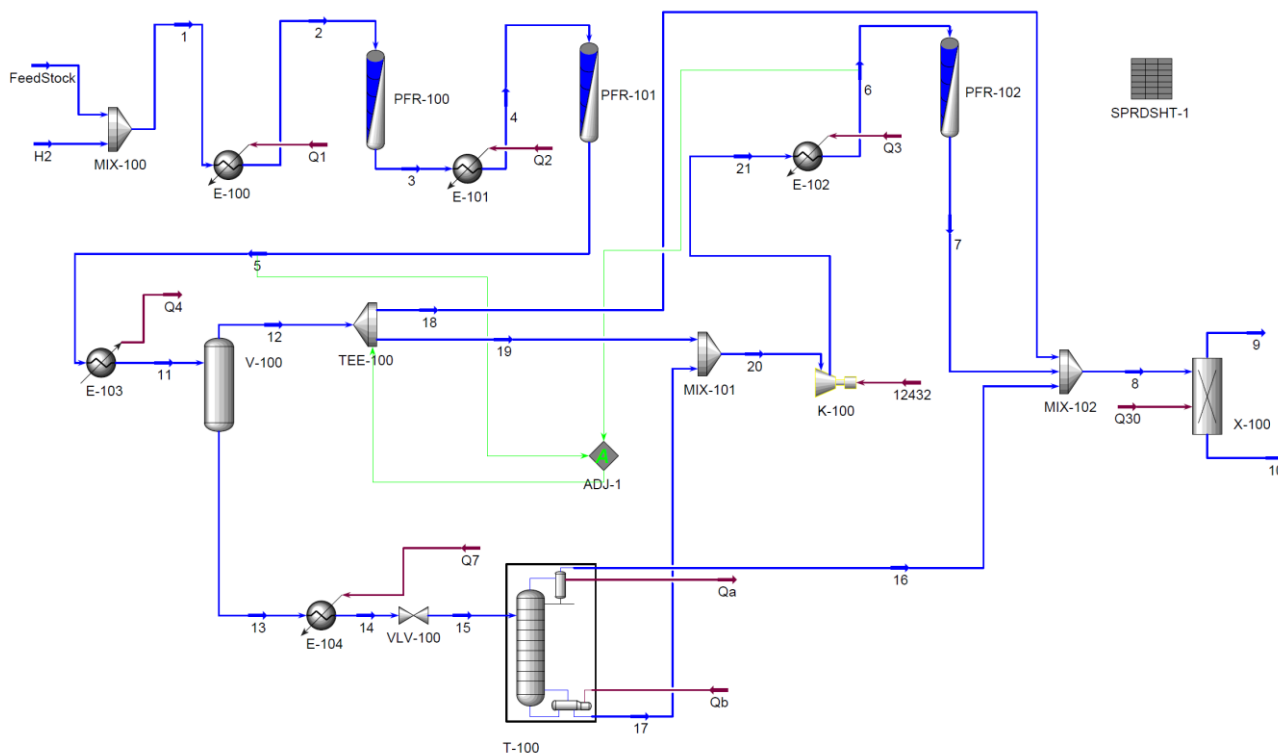 1
2
FeedStock
H2
MIX-100
Q1
E-100
PFR-100
3
Q2
E-101
4
PFR-101
21
Q3
E-102
6
PFR-102
SPRDSHT-1
7
5
Q4
E-103
11
V-100
12
TEE-100
18
19
MIX-101
20
K-100
12432
MIX-102
8
9
Q30
X-100
10
A
ADJ-1
Q7
13
E-104
14
VLV-100
15
Qa
16
Qb
17
T-100